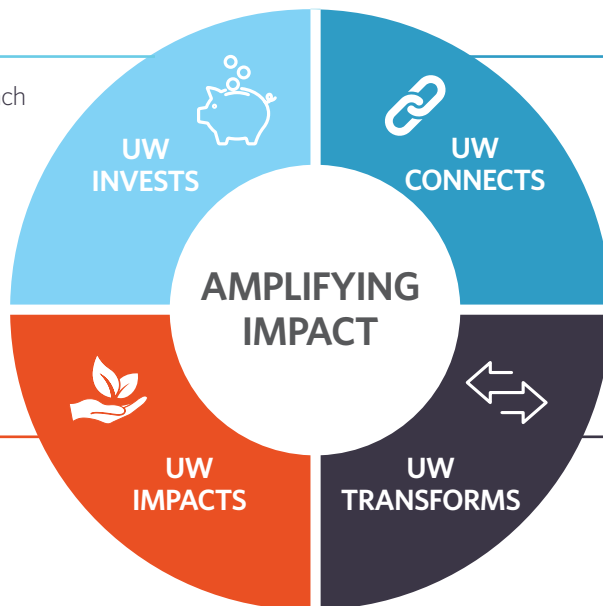 UW
INVESTS
UW
CONNECTS
AMPLIFYING
IMPACT
UW
IMPACTS
UW
TRANSFORMS